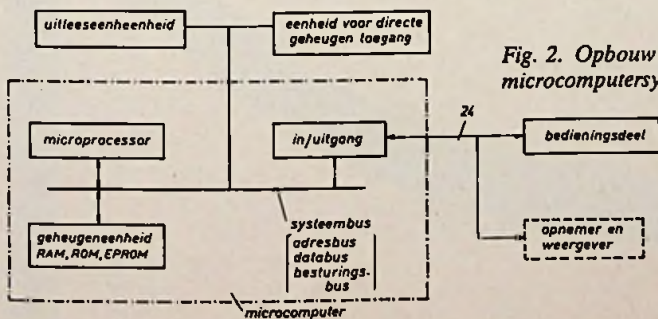 uitleeseenheenheid
eenheid voor directe
geheugen toegang
Fig. 2. Opbouw
microcomputersy
microprocessor
in/uitgang
24
bedieningsdeel
geheugeneenheid
RAM, ROM, EPROM
systeembus
adresbus
databus
besturings-
bus
opnemer en
weergever
microcomputer